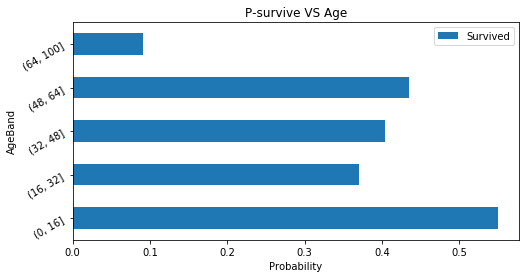 P-survive VS Age
Survived
AgeBand
(64, 100]
(48, 64]
(32, 48]
(16, 32]
(0, 16]
0.0 0.1 0.2 0.3 0.4 0.5
Probability